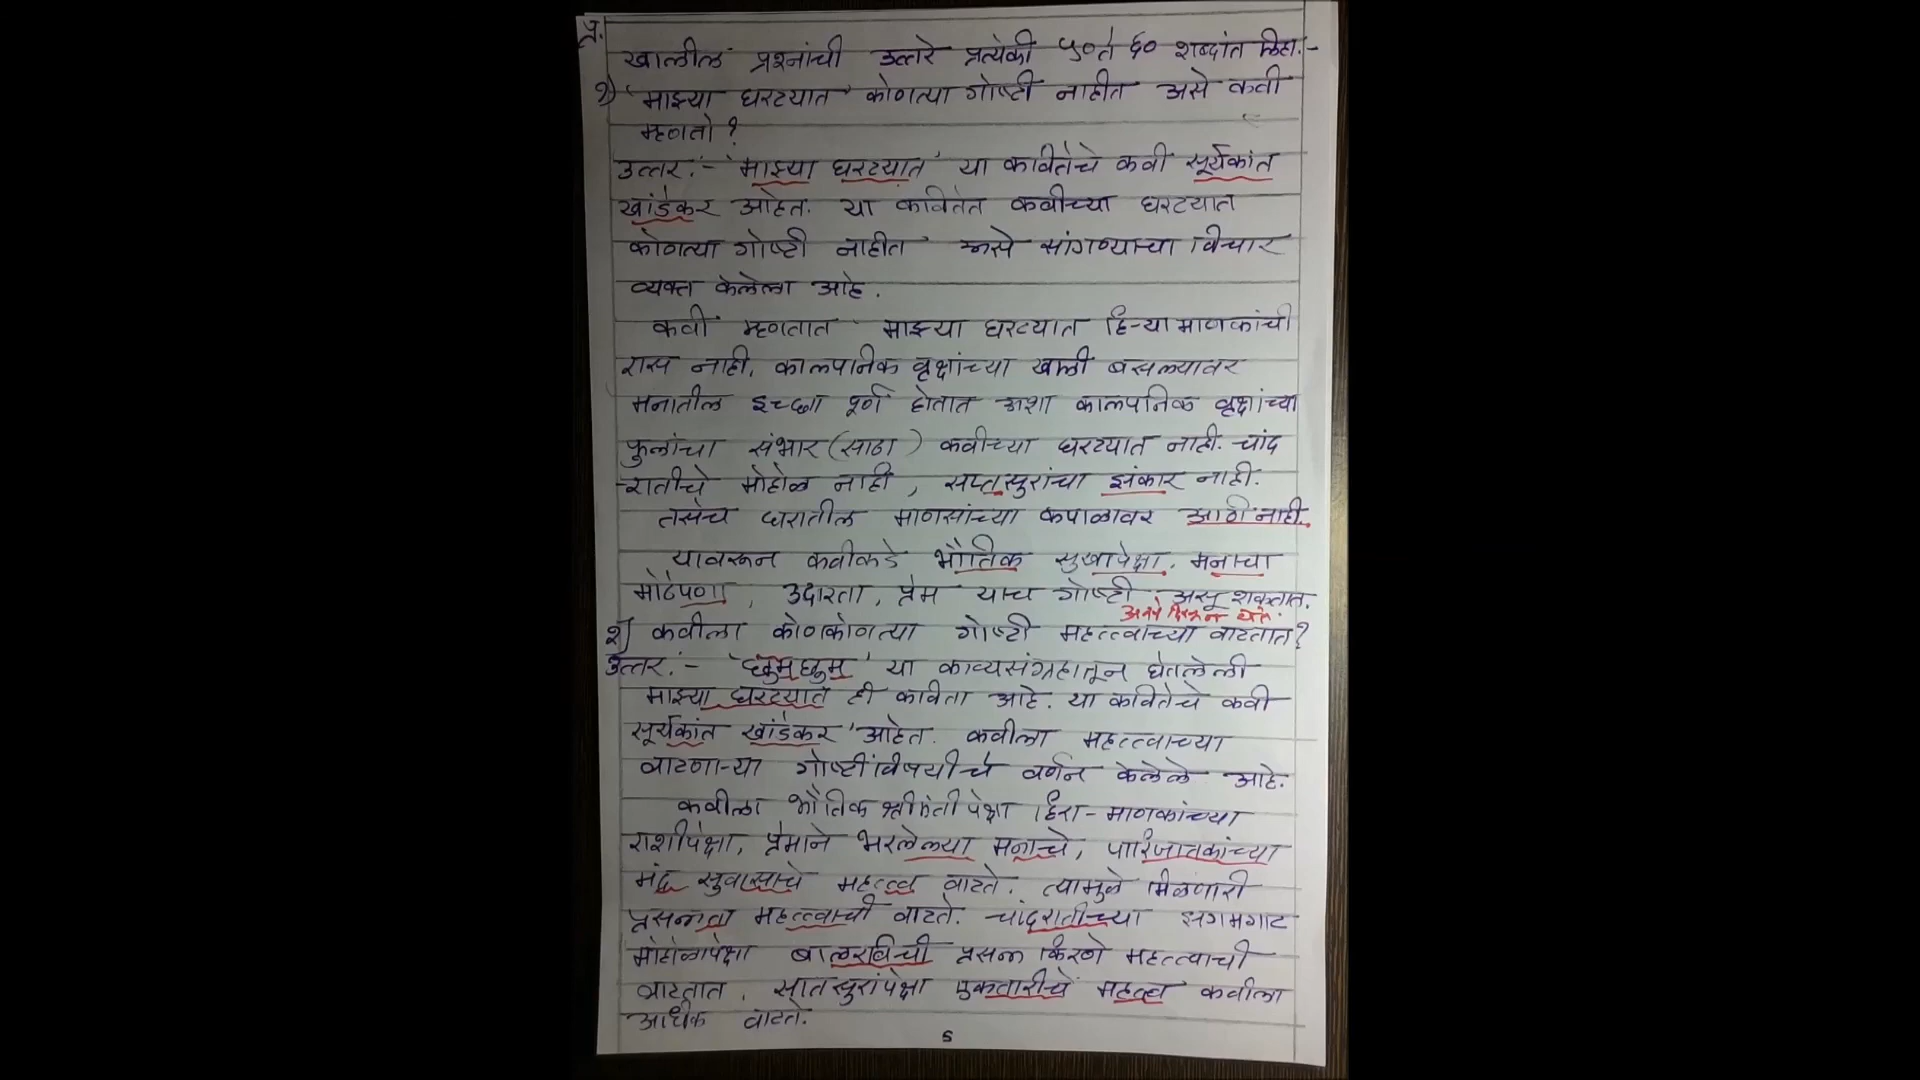 प्र.
खालील प्रश्नांची उत्तरे प्रत्येकी ५० ते ६० शब्दांत लिहा.-
१) 'माझ्या घरट्यात' कोणत्या गोष्टी नाहीत असे कवी
म्हणतो ?
उत्तर :- 'माझ्या घरट्यात' या कवितेचे कवी सूर्यकांत
खांडेकर आहेत. या कवितेत कवीच्या घरट्यात
कोणत्या गोष्टी नाहीत असे सांगण्याचा विचार
व्यक्त केलेला आहे.
कवी म्हणतात माझ्या घरट्यात हिऱ्या माणकांची
रास नाही. काल्पनिक वृक्षांच्या खाली बसल्यावर
मनातील इच्छा पूर्ण होतात अशा काल्पनिक वृक्षांच्या
फुलांचा संभार (साठा) कवीच्या घरट्यात नाही. चांद
रातीचे मोहोळ नाही, सप्तसुरांचा झंकार नाही.
तसेच घरातील माणसांच्या कपाळावर आठी नाही.
यावरून कवीकडे भौतिक सुखापेक्षा. मनाचा
मोठेपणा, उदारता, प्रेम याच गोष्टी असू शकतात.
असे दिसून येते.
२) कवीला कोणकोणत्या गोष्टी महत्त्वाच्या वाटतात?
उत्तर :- 'छुमछुम' या काव्यसंग्रहातून घेतलेली
माझ्या घरट्यात ही कविता आहे. या कवितेचे कवी
सूर्यकांत खांडेकर आहेत. कवीला महत्त्वाच्या
वाटणाऱ्या गोष्टींविषयीचे वर्णन केलेले आहे.
कवीला भौतिक श्रीमंतीपेक्षा हिरा-माणकांच्या
राशीपेक्षा, प्रेमाने भरलेल्या मनाचे, पारिजातकांच्या
मंद सुवासाचे महत्त्व वाटते. त्यामुळे मिळणारी
प्रसन्नता महत्त्वाची वाटते. चांदरातीच्या झगमगाट
मोहोळापेक्षा बालरविची प्रसन्न किरणे महत्त्वाची
वाटतात. सातसुरांपेक्षा एकतारीचे महत्त्व कवीला
अधिक वाटते.
5